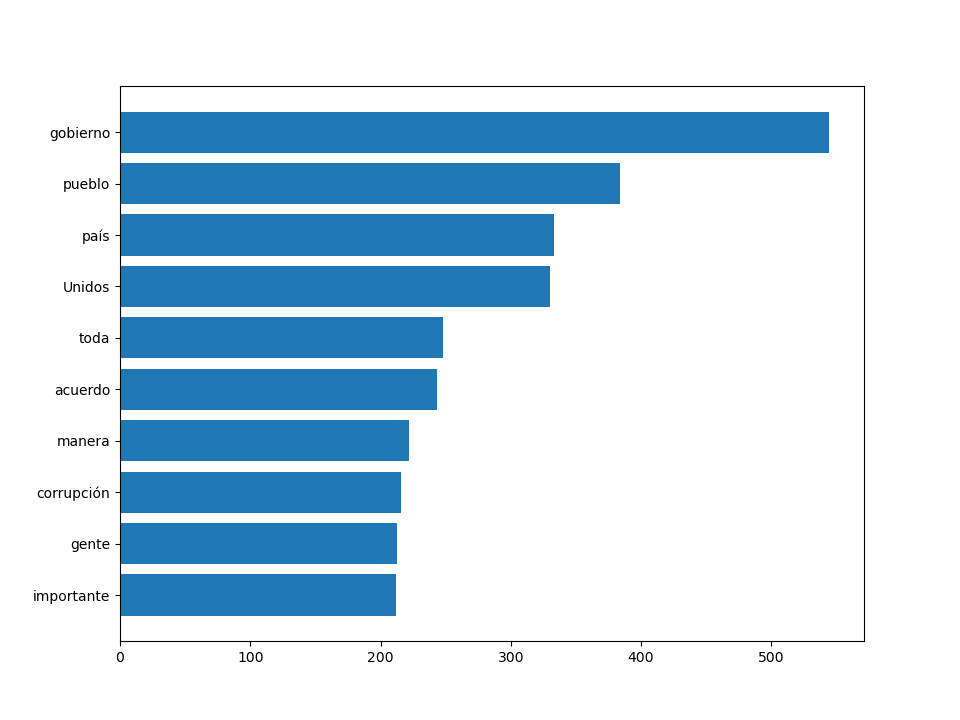 gobierno
pueblo
país
Unidos
toda
acuerdo
manera
corrupción
gente
importante
0 100 200 300 400 500